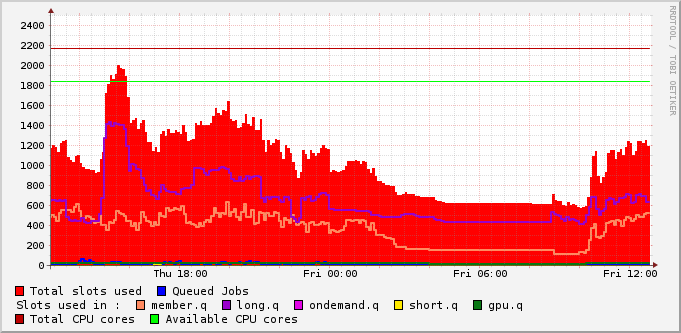 RRDTOOL / TOBI OETIKER
2400
2200
2000
1800
1600
1400
1200
1000
800
600
400
200
0
Thu 18:00 Fri 00:00 Fri 06:00 Fri 12:00
Total slots used Queued Jobs
Slots used in : member.q long.q ondemand.q short.q gpu.q
Total CPU cores Available CPU cores